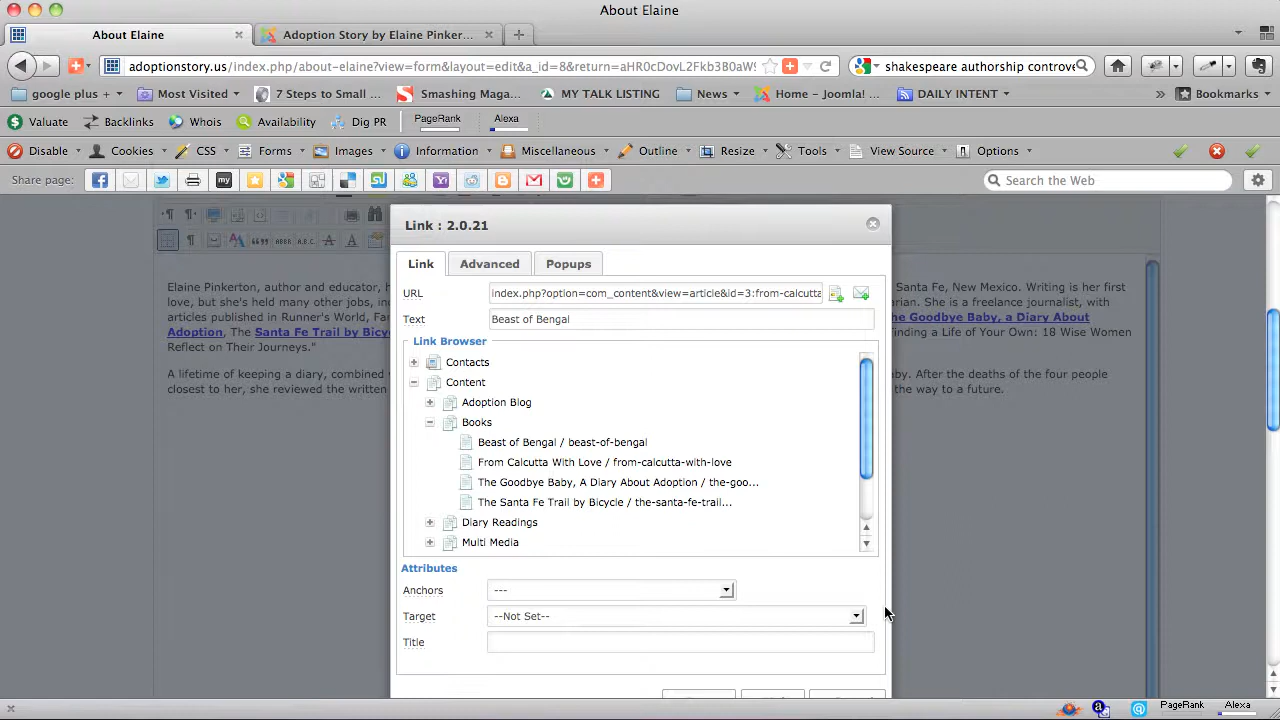 About Elaine
About Elaine
Adoption Story by Elaine Pinker...
adoptionstory.us/index.php/about-elaine?view=form&layout=edit&a_id=8&return=aHR0cDovL2Fkb3B0aW9
shakespeare authorship controve
google plus +
Most Visited
7 Steps to Small ...
Smashing Maga...
MY TALK LISTING
News
Home – Joomla! ...
DAILY INTENT
»
Bookmarks
Valuate
Backlinks
Whois
Availability
Dig PR
PageRank
Alexa
Disable
Cookies
CSS
Forms
Images
Information
Miscellaneous
Outline
Resize
Tools
View Source
Options
Share page:
my
Search the Web
Link : 2.0.21
Link
Advanced
Popups
URL
index.php?option=com_content&view=article&id=3:from-calcutta
Text
Beast of Bengal
Link Browser
Contacts
Content
Adoption Blog
Books
Beast of Bengal / beast-of-bengal
From Calcutta With Love / from-calcutta-with-love
The Goodbye Baby, A Diary About Adoption / the-goo...
The Santa Fe Trail by Bicycle / the-santa-fe-trail...
Diary Readings
Multi Media
Attributes
Anchors
---
Target
--Not Set--
Title
Elaine Pinkerton, author and educator, h
Santa Fe, New Mexico. Writing is her first
love, but she's held many other jobs, in
arian. She is a freelance journalist, with
articles published in Runner's World, Fa
he Goodbye Baby, a Diary About
Adoption, The Santa Fe Trail by Bicyc
inding a Life of Your Own: 18 Wise Women
Reflect on Their Journeys."
A lifetime of keeping a diary, combined
by. After the deaths of the four people
closest to her, she reviewed the written
the way to a future.
PageRank
Alexa